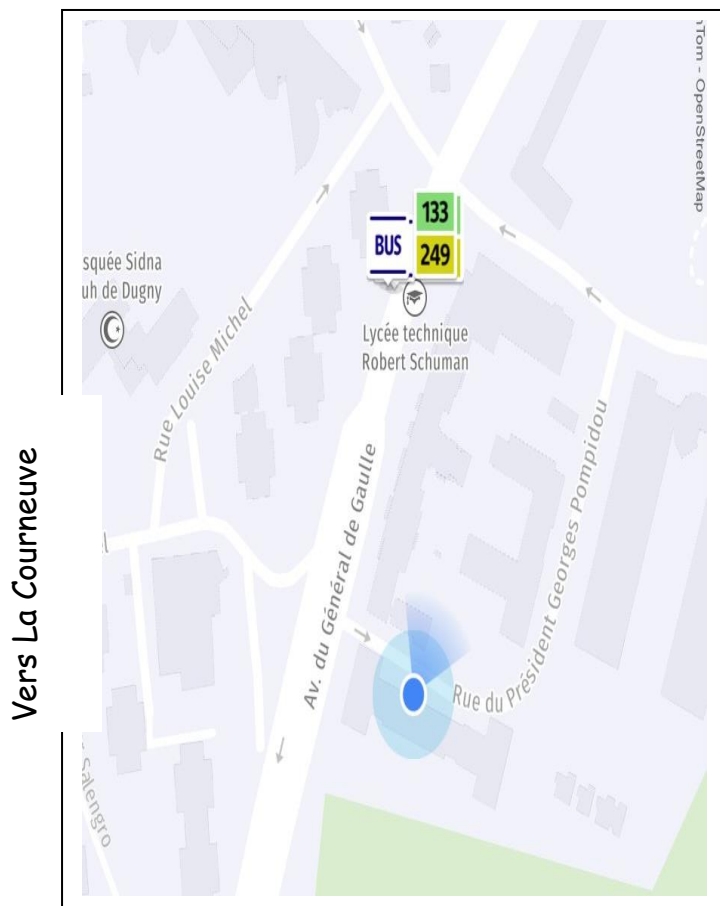 nTom - OpenStreetMap
133
BUS
249
squée Sidna
uh de Dugny
Lycée technique
Robert Schuman
Rue Louise Michel
Av. du Général de Gaulle
Rue du Président Georges Pompidou
Vers La Courneuve
Salengro